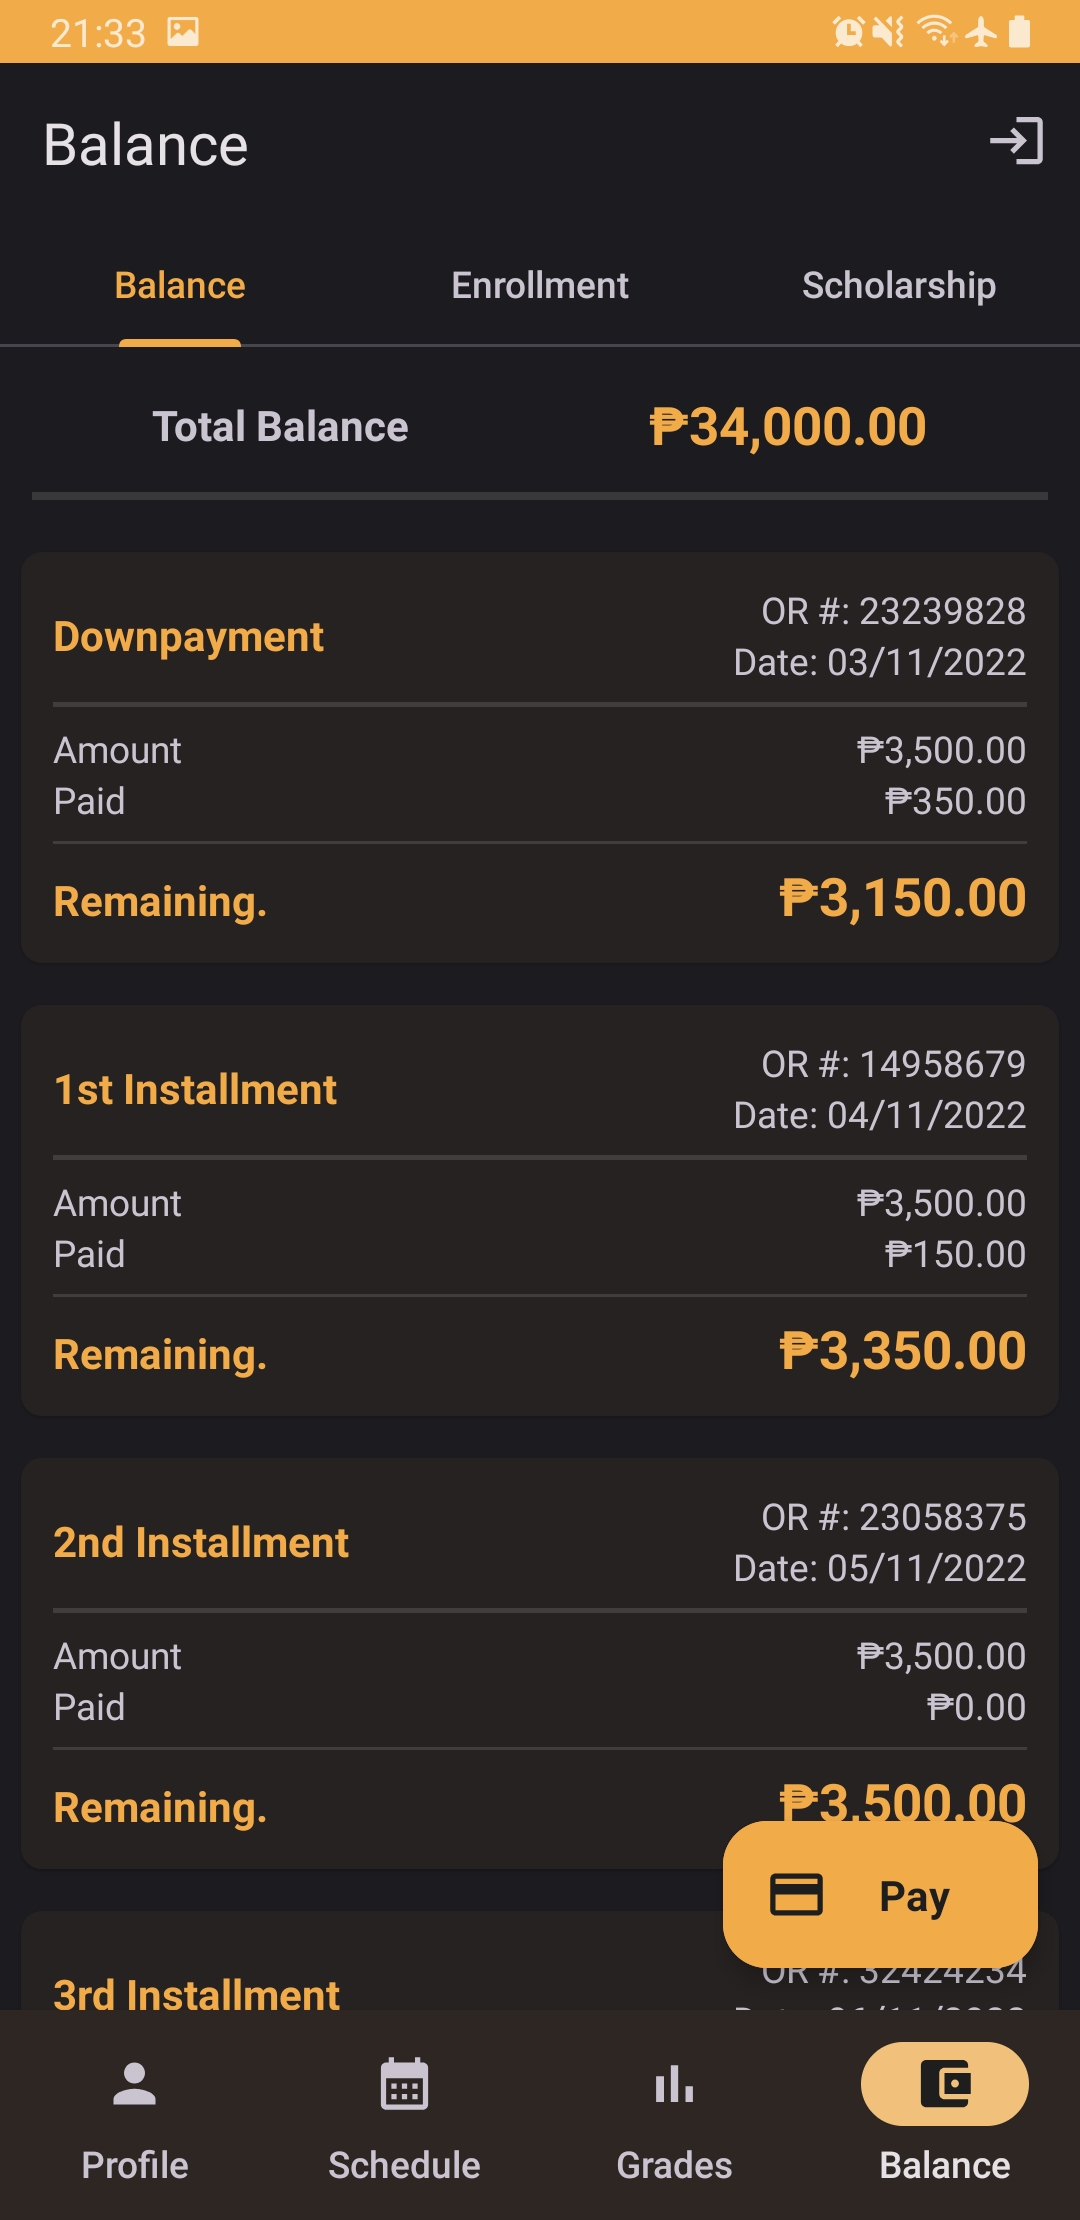 21:33
Balance
Balance Enrollment Scholarship
Total Balance ₱34,000.00
Downpayment
OR #: 23239828
Date: 03/11/2022
Amount ₱3,500.00
Paid ₱350.00
Remaining. ₱3,150.00
1st Installment
OR #: 14958679
Date: 04/11/2022
Amount ₱3,500.00
Paid ₱150.00
Remaining. ₱3,350.00
2nd Installment
OR #: 23058375
Date: 05/11/2022
Amount ₱3,500.00
Paid ₱0.00
Remaining. ₱3,500.00
Pay
3rd Installment
OR #: 32424234
Profile Schedule Grades Balance